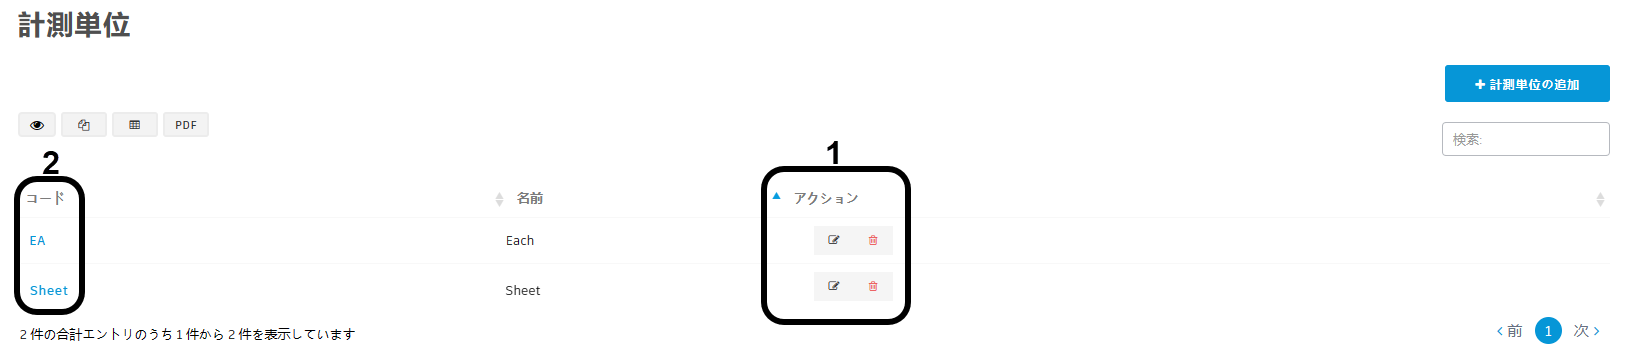 計測単位
計測単位の追加
PDF
検索:
2
1
コード 名前 アクション
EA Each
Sheet Sheet
2 件の合計エントリのうち 1 件から 2 件を表示しています
前 1 次